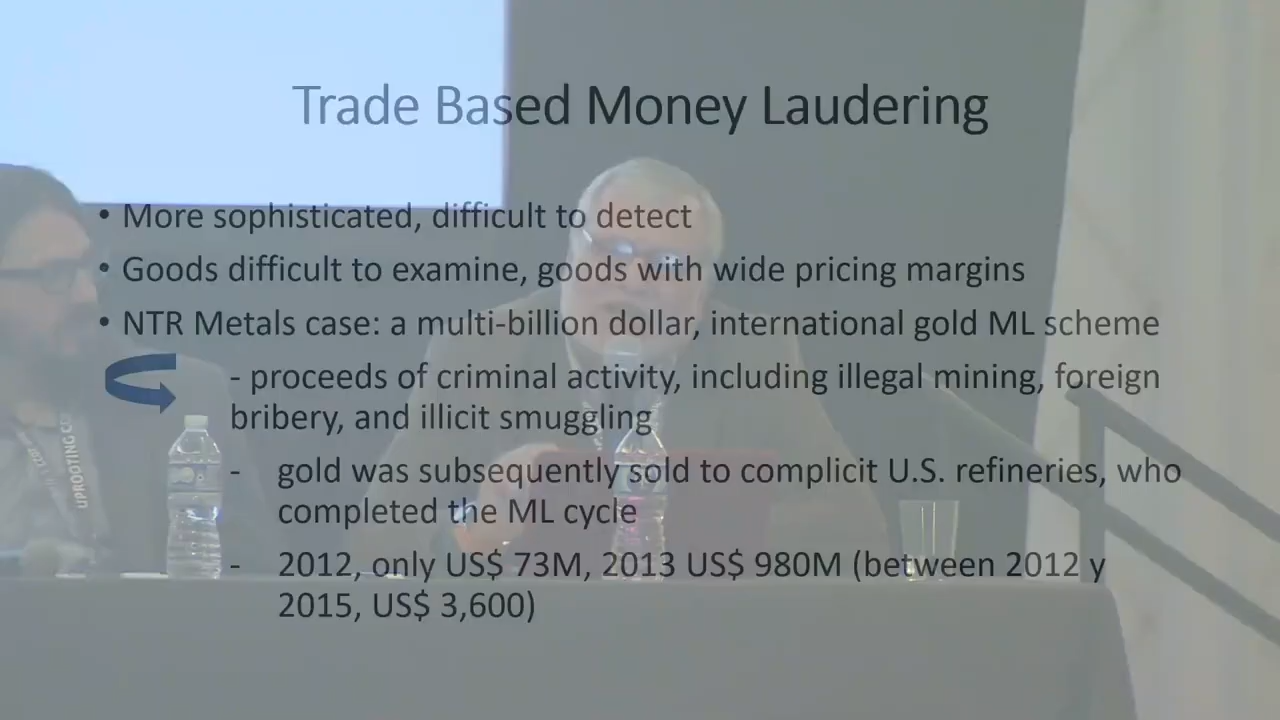 Trade Based Money Laudering
• More sophisticated, difficult to detect
• Goods difficult to examine, goods with wide pricing margins
• NTR Metals case: a multi-billion dollar, international gold ML scheme
- proceeds of criminal activity, including illegal mining, foreign
bribery, and illicit smuggling
- gold was subsequently sold to complicit U.S. refineries, who
completed the ML cycle
- 2012, only US$ 73M, 2013 US$ 980M (between 2012 y
2015, US$ 3,600)
UPROOTING